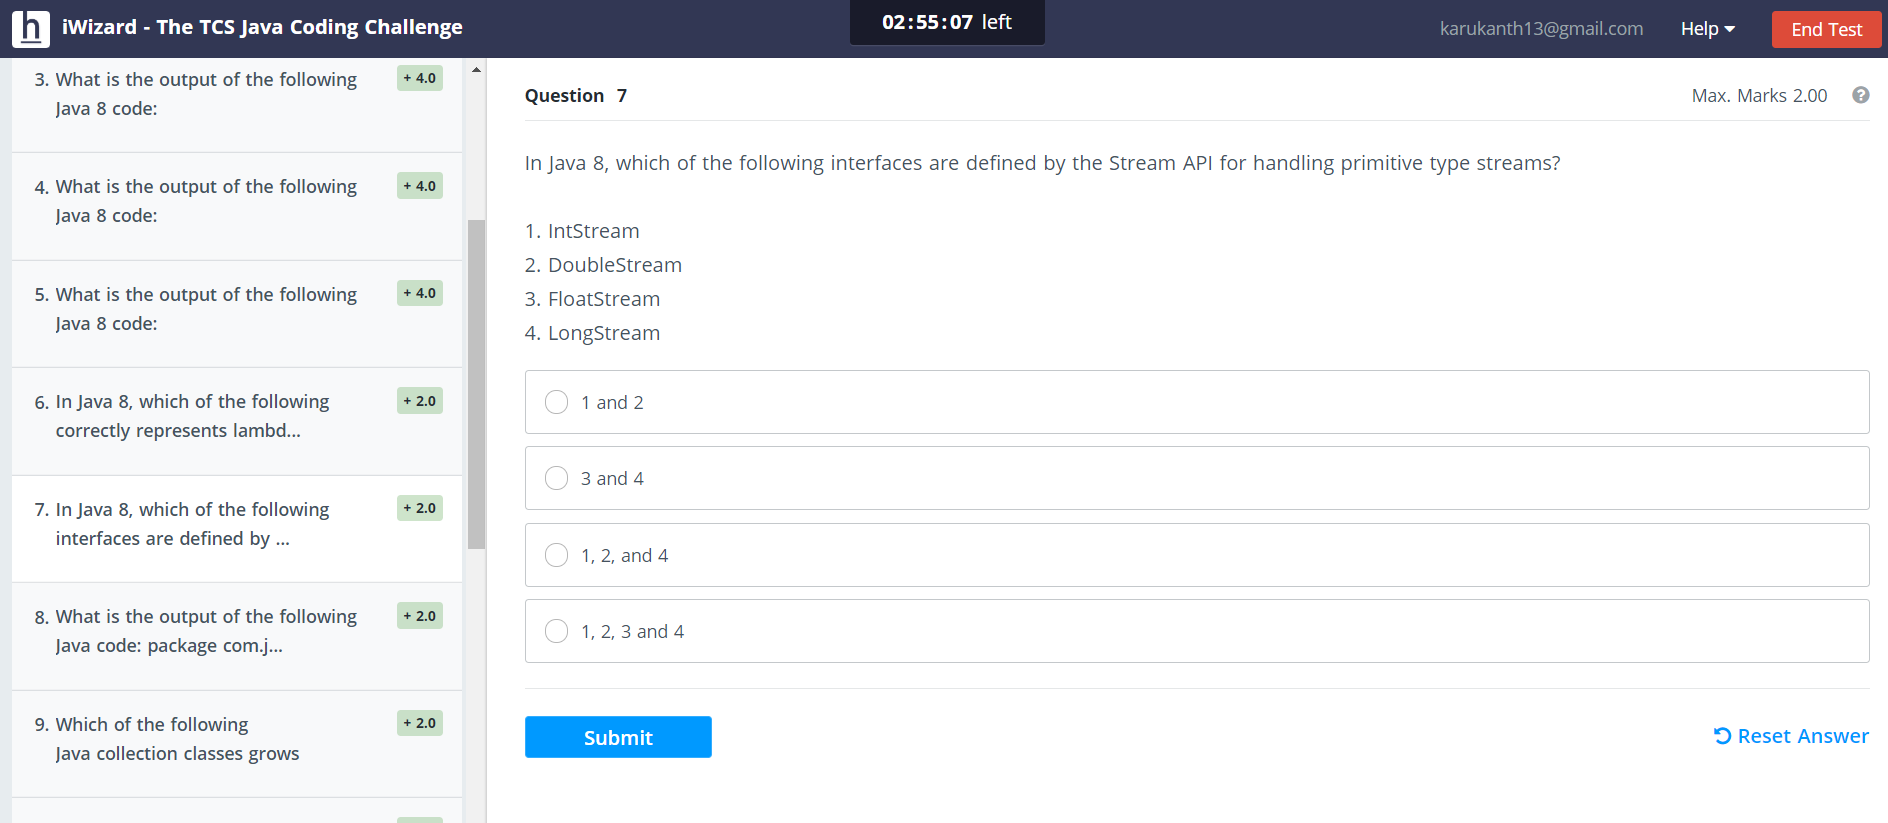 h iWizard - The TCS Java Coding Challenge
02:55:07 left
karukanth13@gmail.com
Help
End Test
3. What is the output of the following + 4.0
Java 8 code:
4. What is the output of the following + 4.0
Java 8 code:
5. What is the output of the following + 4.0
Java 8 code:
6. In Java 8, which of the following + 2.0
correctly represents lambd...
7. In Java 8, which of the following + 2.0
interfaces are defined by ...
8. What is the output of the following + 2.0
Java code: package com.j...
9. Which of the following + 2.0
Java collection classes grows
Question 7
Max. Marks 2.00 ?
In Java 8, which of the following interfaces are defined by the Stream API for handling primitive type streams?
1. IntStream
2. DoubleStream
3. FloatStream
4. LongStream
1 and 2
3 and 4
1, 2, and 4
1, 2, 3 and 4
Submit
Reset Answer